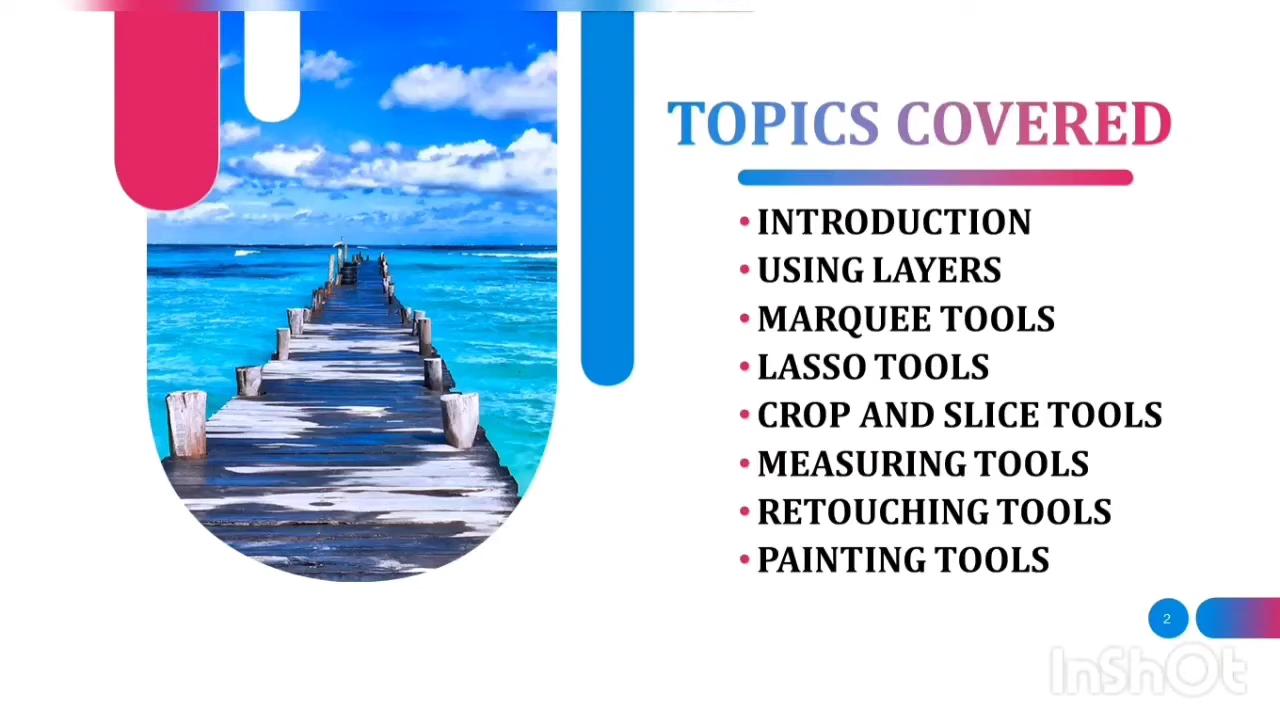 TOPICS COVERED
• INTRODUCTION
• USING LAYERS
• MARQUEE TOOLS
• LASSO TOOLS
• CROP AND SLICE TOOLS
• MEASURING TOOLS
• RETOUCHING TOOLS
• PAINTING TOOLS
2
InShOt